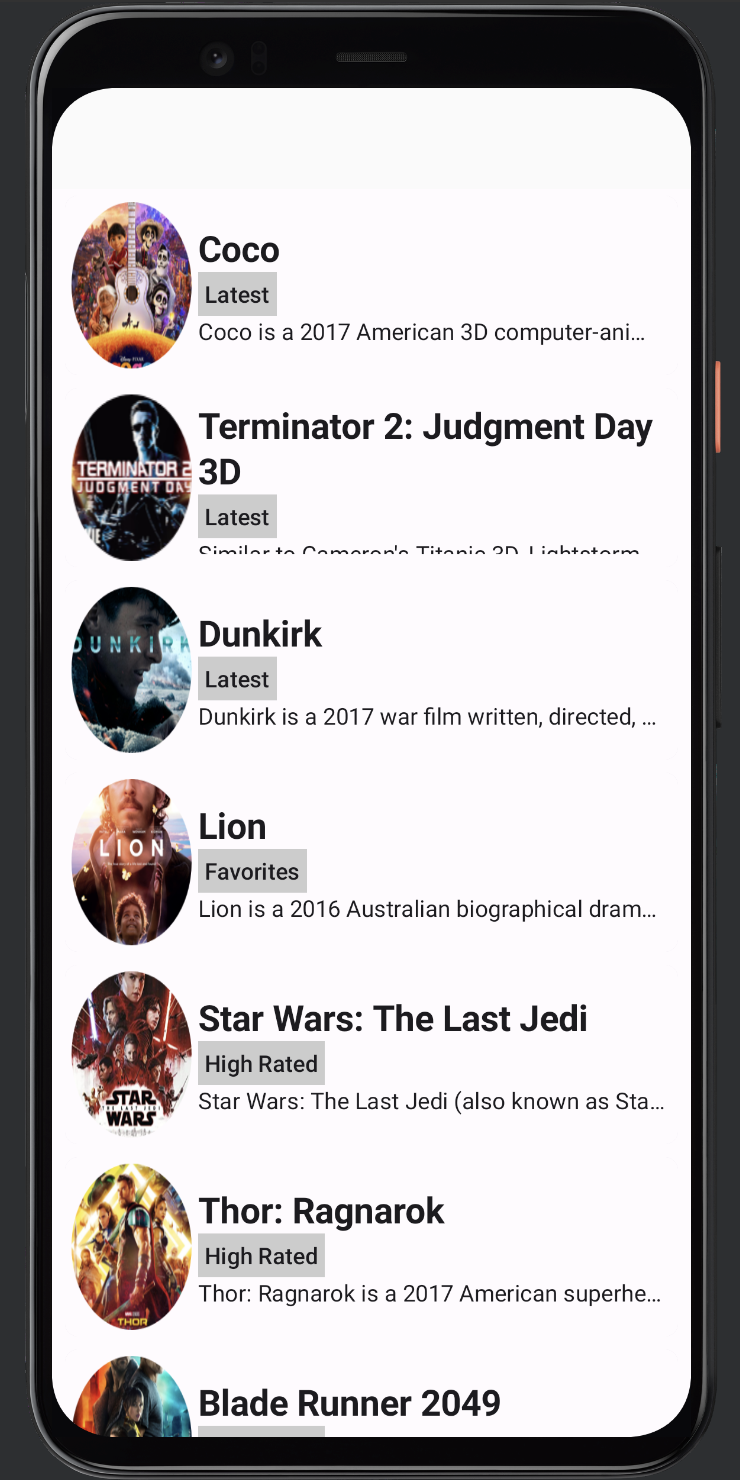 Coco
Latest
Coco is a 2017 American 3D computer-ani…
TERMINATOR 2
JUDGMENT DAY
Terminator 2: Judgment Day
3D
Latest
Similar to Cameron's Titanic 3D, Lightstorm
DUNKIRK
Dunkirk
Latest
Dunkirk is a 2017 war film written, directed, …
LION
Lion
Favorites
Lion is a 2016 Australian biographical dram…
STAR
THE LAST JEDI
WARS
Star Wars: The Last Jedi
High Rated
Star Wars: The Last Jedi (also known as Sta…
THOR
Thor: Ragnarok
High Rated
Thor: Ragnarok is a 2017 American superhe…
Blade Runner 2049